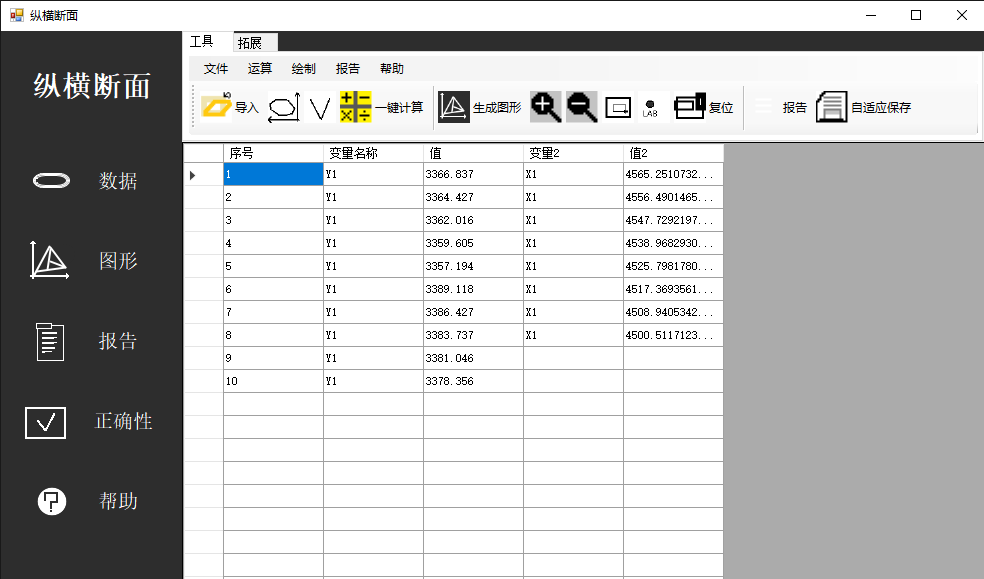 纵横断面
纵横断面
数据
图形
报告
正确性
帮助
工具 拓展
文件 运算 绘制 报告 帮助
导入 一键计算 生成图形 LAB 复位 报告 自适应保存
序号 变量名称 值 变量2 值2
1 Y1 3366.837 X1 4565.2510732...
2 Y1 3364.427 X1 4556.4901465...
3 Y1 3362.016 X1 4547.7292197...
4 Y1 3359.605 X1 4538.9682930...
5 Y1 3357.194 X1 4525.7981780...
6 Y1 3389.118 X1 4517.3693561...
7 Y1 3386.427 X1 4508.9405342...
8 Y1 3383.737 X1 4500.5117123...
9 Y1 3381.046
10 Y1 3378.356